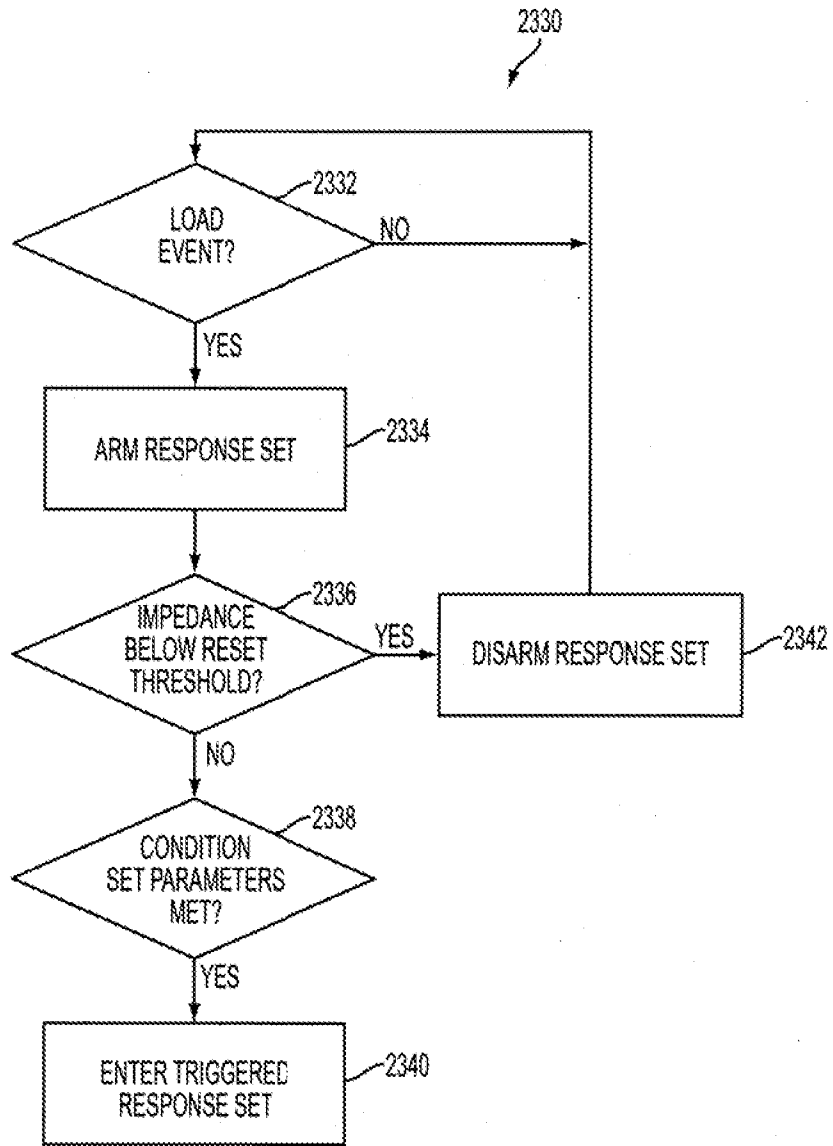 2330
2332
LOAD
EVENT?
NO
YES
ARM RESPONSE SET
2334
2336
IMPEDANCE
BELOW RESET
THRESHOLD?
YES
DISARM RESPONSE SET
2342
NO
2338
CONDITION
SET PARAMETERS
MET?
YES
ENTER TRIGGERED
RESPONSE SET
2340